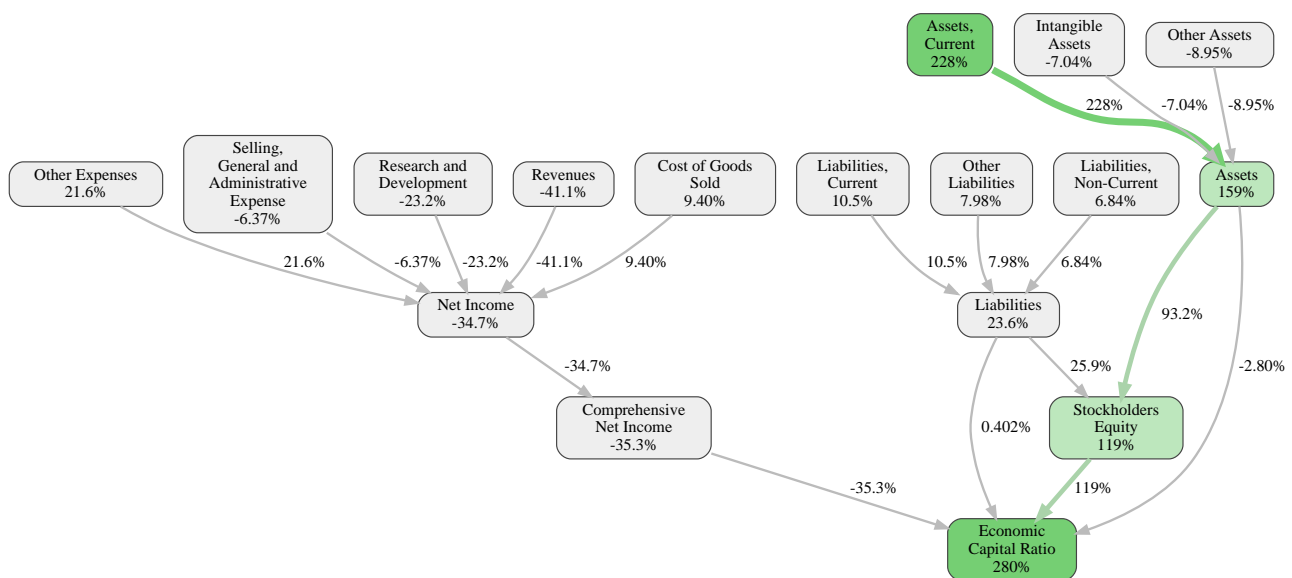 Assets,
Current
228%
Intangible
Assets
-7.04%
Other Assets
-8.95%
228%
-7.04%
-8.95%
Other Expenses
21.6%
Selling,
General and
Administrative
Expense
-6.37%
Research and
Development
-23.2%
Revenues
-41.1%
Cost of Goods
Sold
9.40%
Liabilities,
Current
10.5%
Other
Liabilities
7.98%
Liabilities,
Non-Current
6.84%
Assets
159%
21.6%
-6.37%
-23.2%
-41.1%
9.40%
10.5%
7.98%
6.84%
Net Income
-34.7%
Liabilities
23.6%
93.2%
-34.7%
25.9%
-2.80%
Comprehensive
Net Income
-35.3%
0.402%
Stockholders
Equity
119%
-35.3%
119%
Economic
Capital Ratio
280%